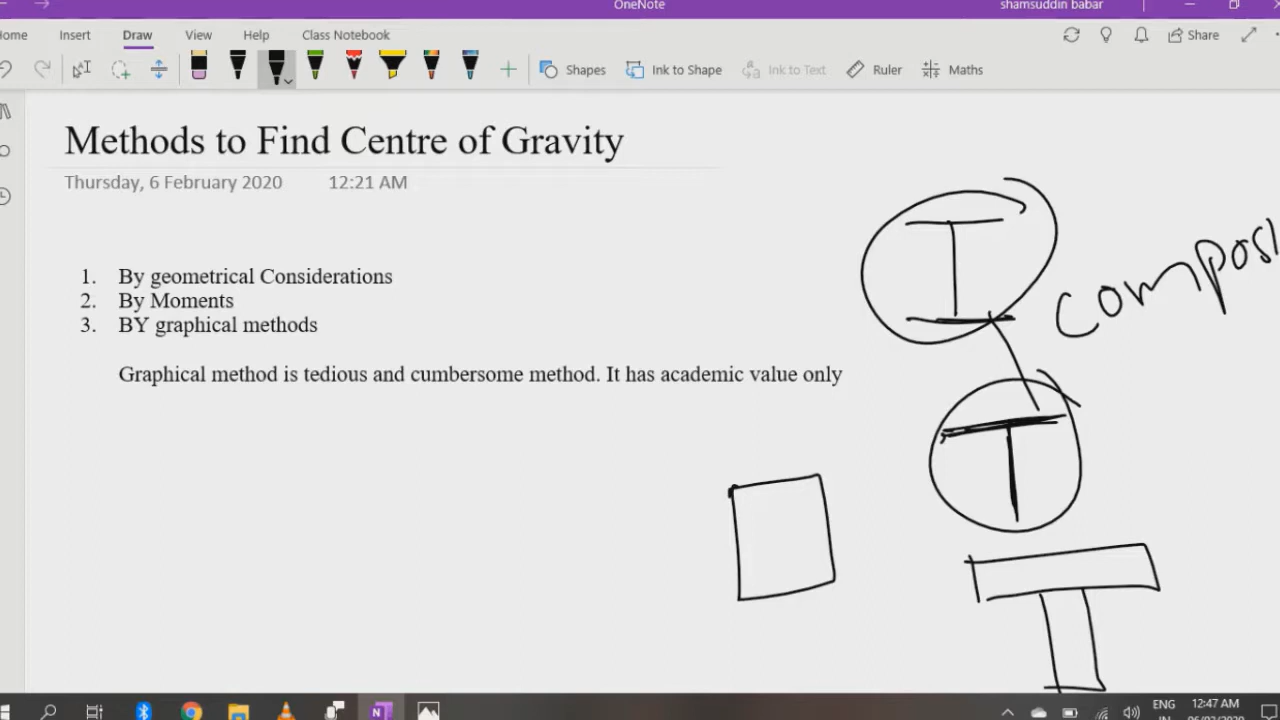 OneNote
shamsuddin babar
Insert Draw View Help Class Notebook
Share
Shapes Ink to Shape Ink to Text Ruler Maths
Methods to Find Centre of Gravity
Thursday, 6 February 2020 12:21 AM
1. By geometrical Considerations
2. By Moments
3. BY graphical methods
Graphical method is tedious and cumbersome method. It has academic value only
ENG 12:47 AM
IN